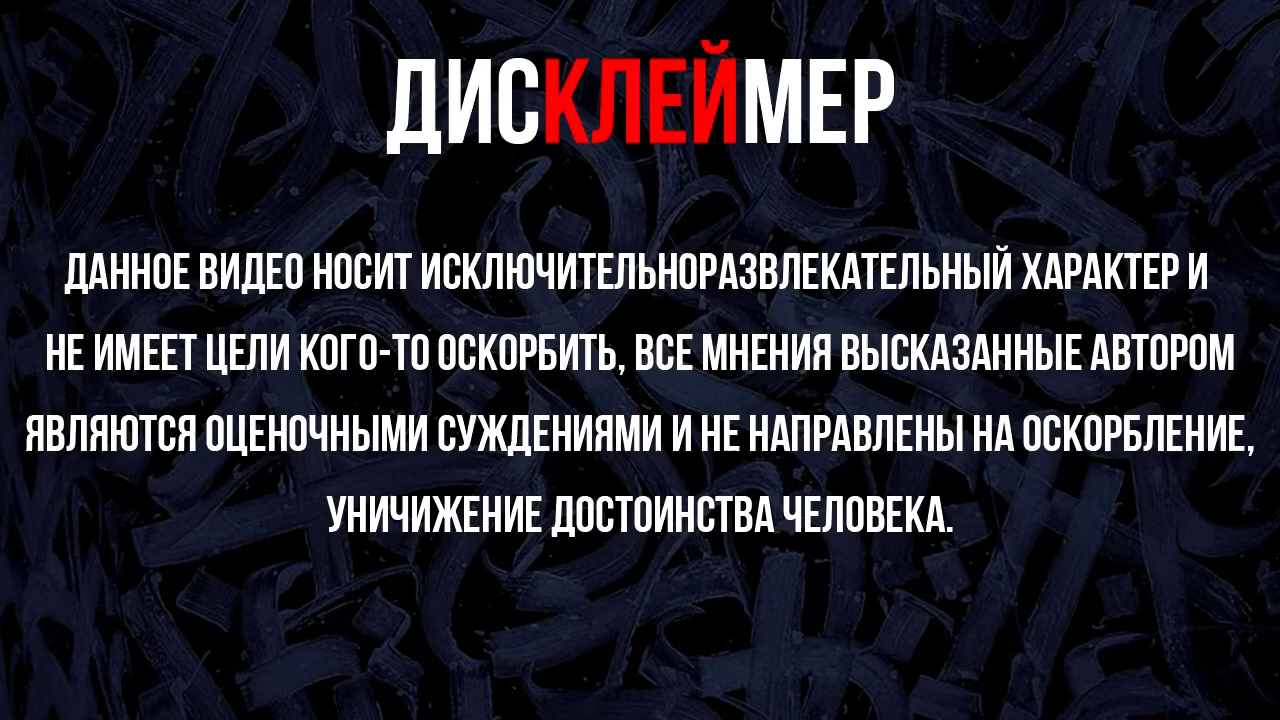 ДИСКЛЕЙМЕР
ДАННОЕ ВИДЕО НОСИТ ИСКЛЮЧИТЕЛЬНОРАЗВЛЕКАТЕЛЬНЫЙ ХАРАКТЕР И
НЕ ИМЕЕТ ЦЕЛИ КОГО-ТО ОСКОРБИТЬ, ВСЕ МНЕНИЯ ВЫСКАЗАННЫЕ АВТОРОМ
ЯВЛЯЮТСЯ ОЦЕНОЧНЫМИ СУЖДЕНИЯМИ И НЕ НАПРАВЛЕНЫ НА ОСКОРБЛЕНИЕ,
УНИЧИЖЕНИЕ ДОСТОИНСТВА ЧЕЛОВЕКА.